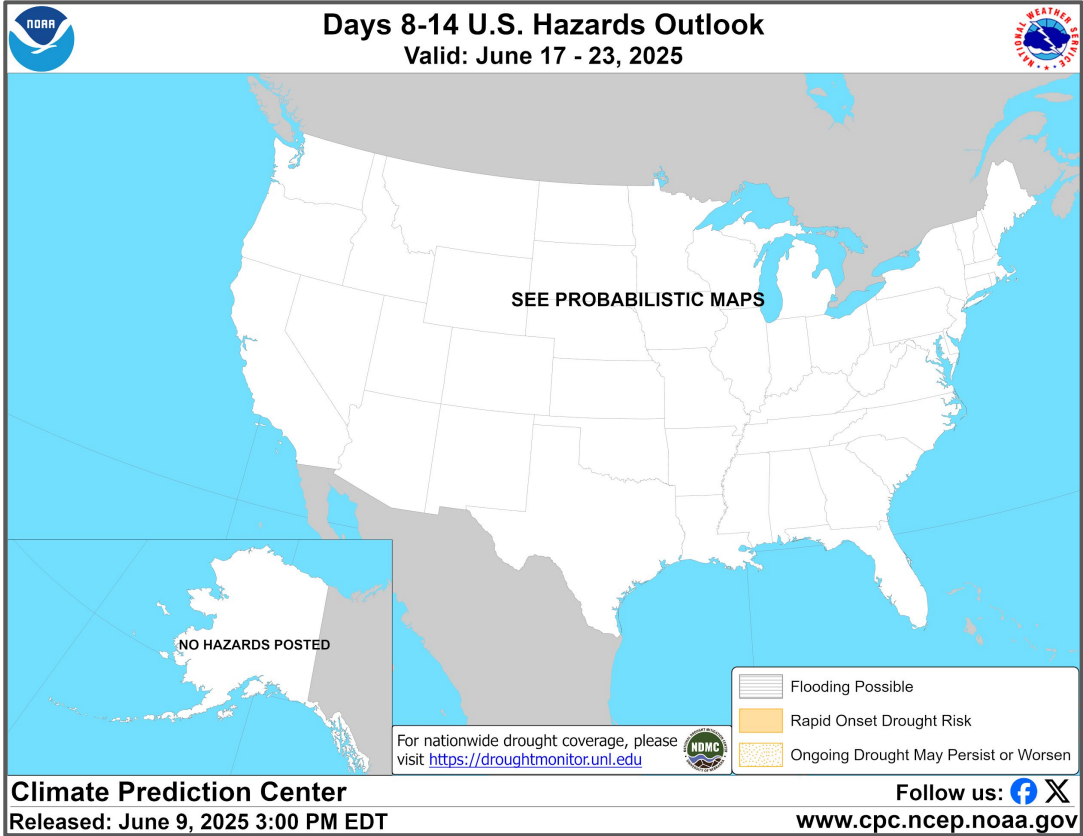 NOAA
Days 8-14 U.S. Hazards Outlook
Valid: June 17 - 23, 2025
NATIONAL WEATHER SERVICE
SEE PROBABILISTIC MAPS
NO HAZARDS POSTED
Flooding Possible
Rapid Onset Drought Risk
Ongoing Drought May Persist or Worsen
For nationwide drought coverage, please
visit https://droughtmonitor.unl.edu
NDMC
Climate Prediction Center
Released: June 9, 2025 3:00 PM EDT
Follow us:
www.cpc.ncep.noaa.gov